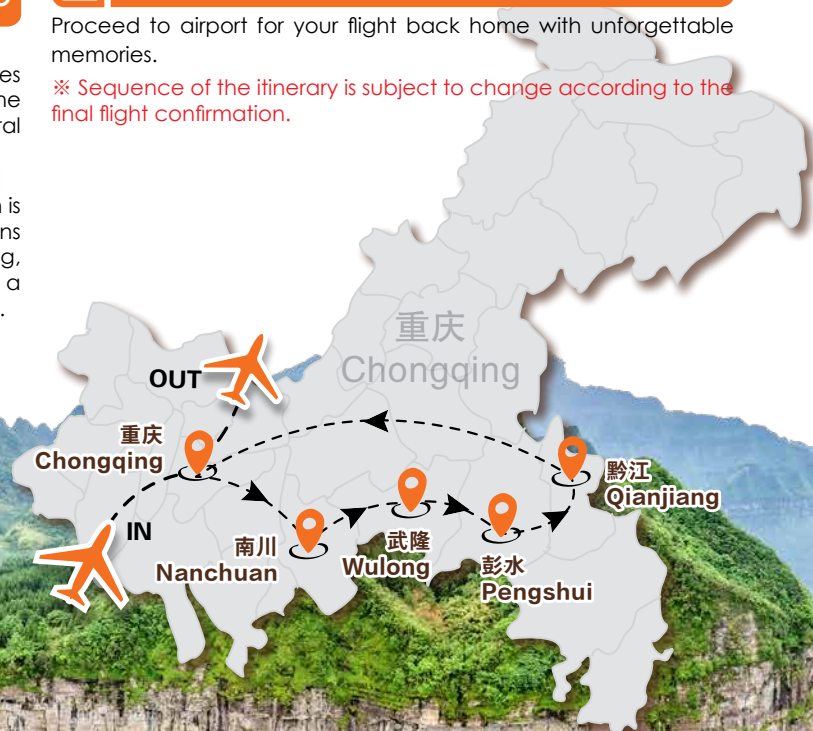 Proceed to airport for your flight back home with unforgettable
memories.
※ Sequence of the itinerary is subject to change according to the
final flight confirmation.
tal
is
g,
a
.
重庆
Chongqing
OUT
重庆
Chongqing
IN
南川
Nanchuan
武隆
Wulong
彭水
Pengshui
黔江
Qianjiang